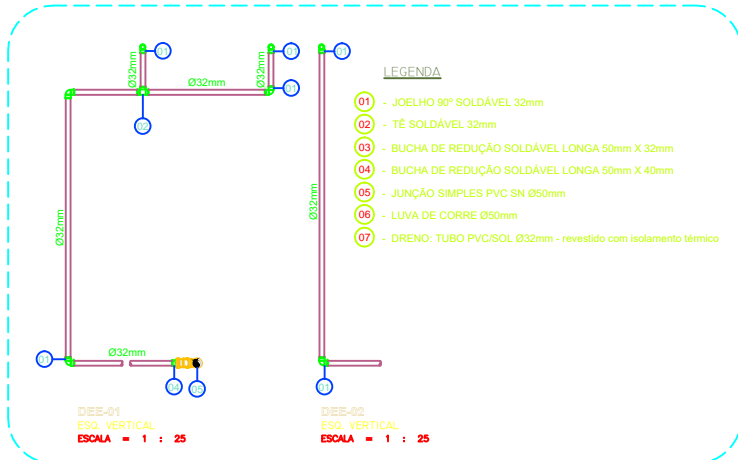 01
01
01
Ø32mm
Ø32mm
Ø32mm
01
02
Ø32mm
Ø32mm
Ø32mm
01
04
05
01
LEGENDA
01 - JOELHO 90º SOLDÁVEL 32mm
02 - TÊ SOLDÁVEL 32mm
03 - BUCHA DE REDUÇÃO SOLDÁVEL LONGA 50mm X 32mm
04 - BUCHA DE REDUÇÃO SOLDÁVEL LONGA 50mm X 40mm
05 - JUNÇÃO SIMPLES PVC SN Ø50mm
06 - LUVA DE CORRE Ø50mm
07 - DRENO: TUBO PVC/SOL Ø32mm - revestido com isolamento térmico
DEE-01
ESQ. VERTICAL
ESCALA = 1 : 25
DEE-02
ESQ. VERTICAL
ESCALA = 1 : 25